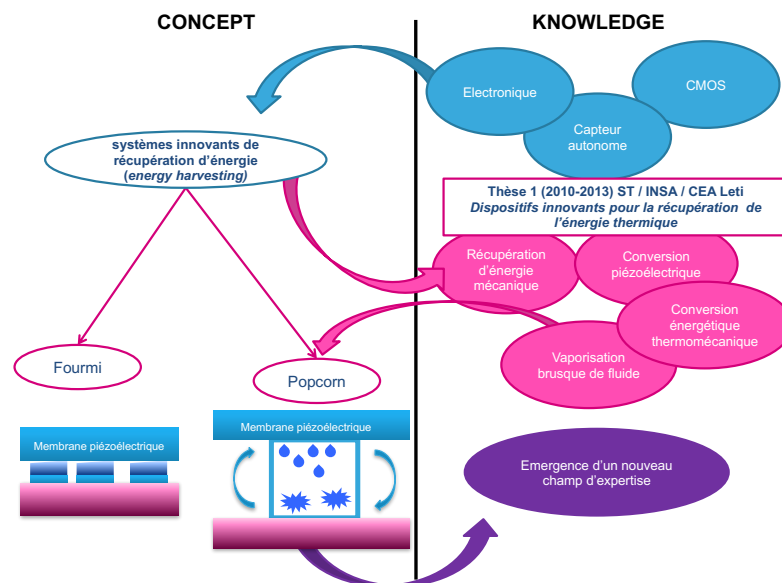 CONCEPT
KNOWLEDGE
Electronique
CMOS
Capteur
autonome
systèmes innovants de
récupération d'énergie
(energy harvesting)
Thèse 1 (2010-2013) ST / INSA / CEA Leti
Dispositifs innovants pour la récupération de
l'énergie thermique
Récupération
d'énergie
mécanique
Conversion
piézoélectrique
Conversion
énergétique
thermomécanique
Vaporisation
brusque de fluide
Fourmi
Popcorn
Membrane piézoélectrique
Membrane piézoélectrique
Emergence d'un nouveau
champ d'expertise